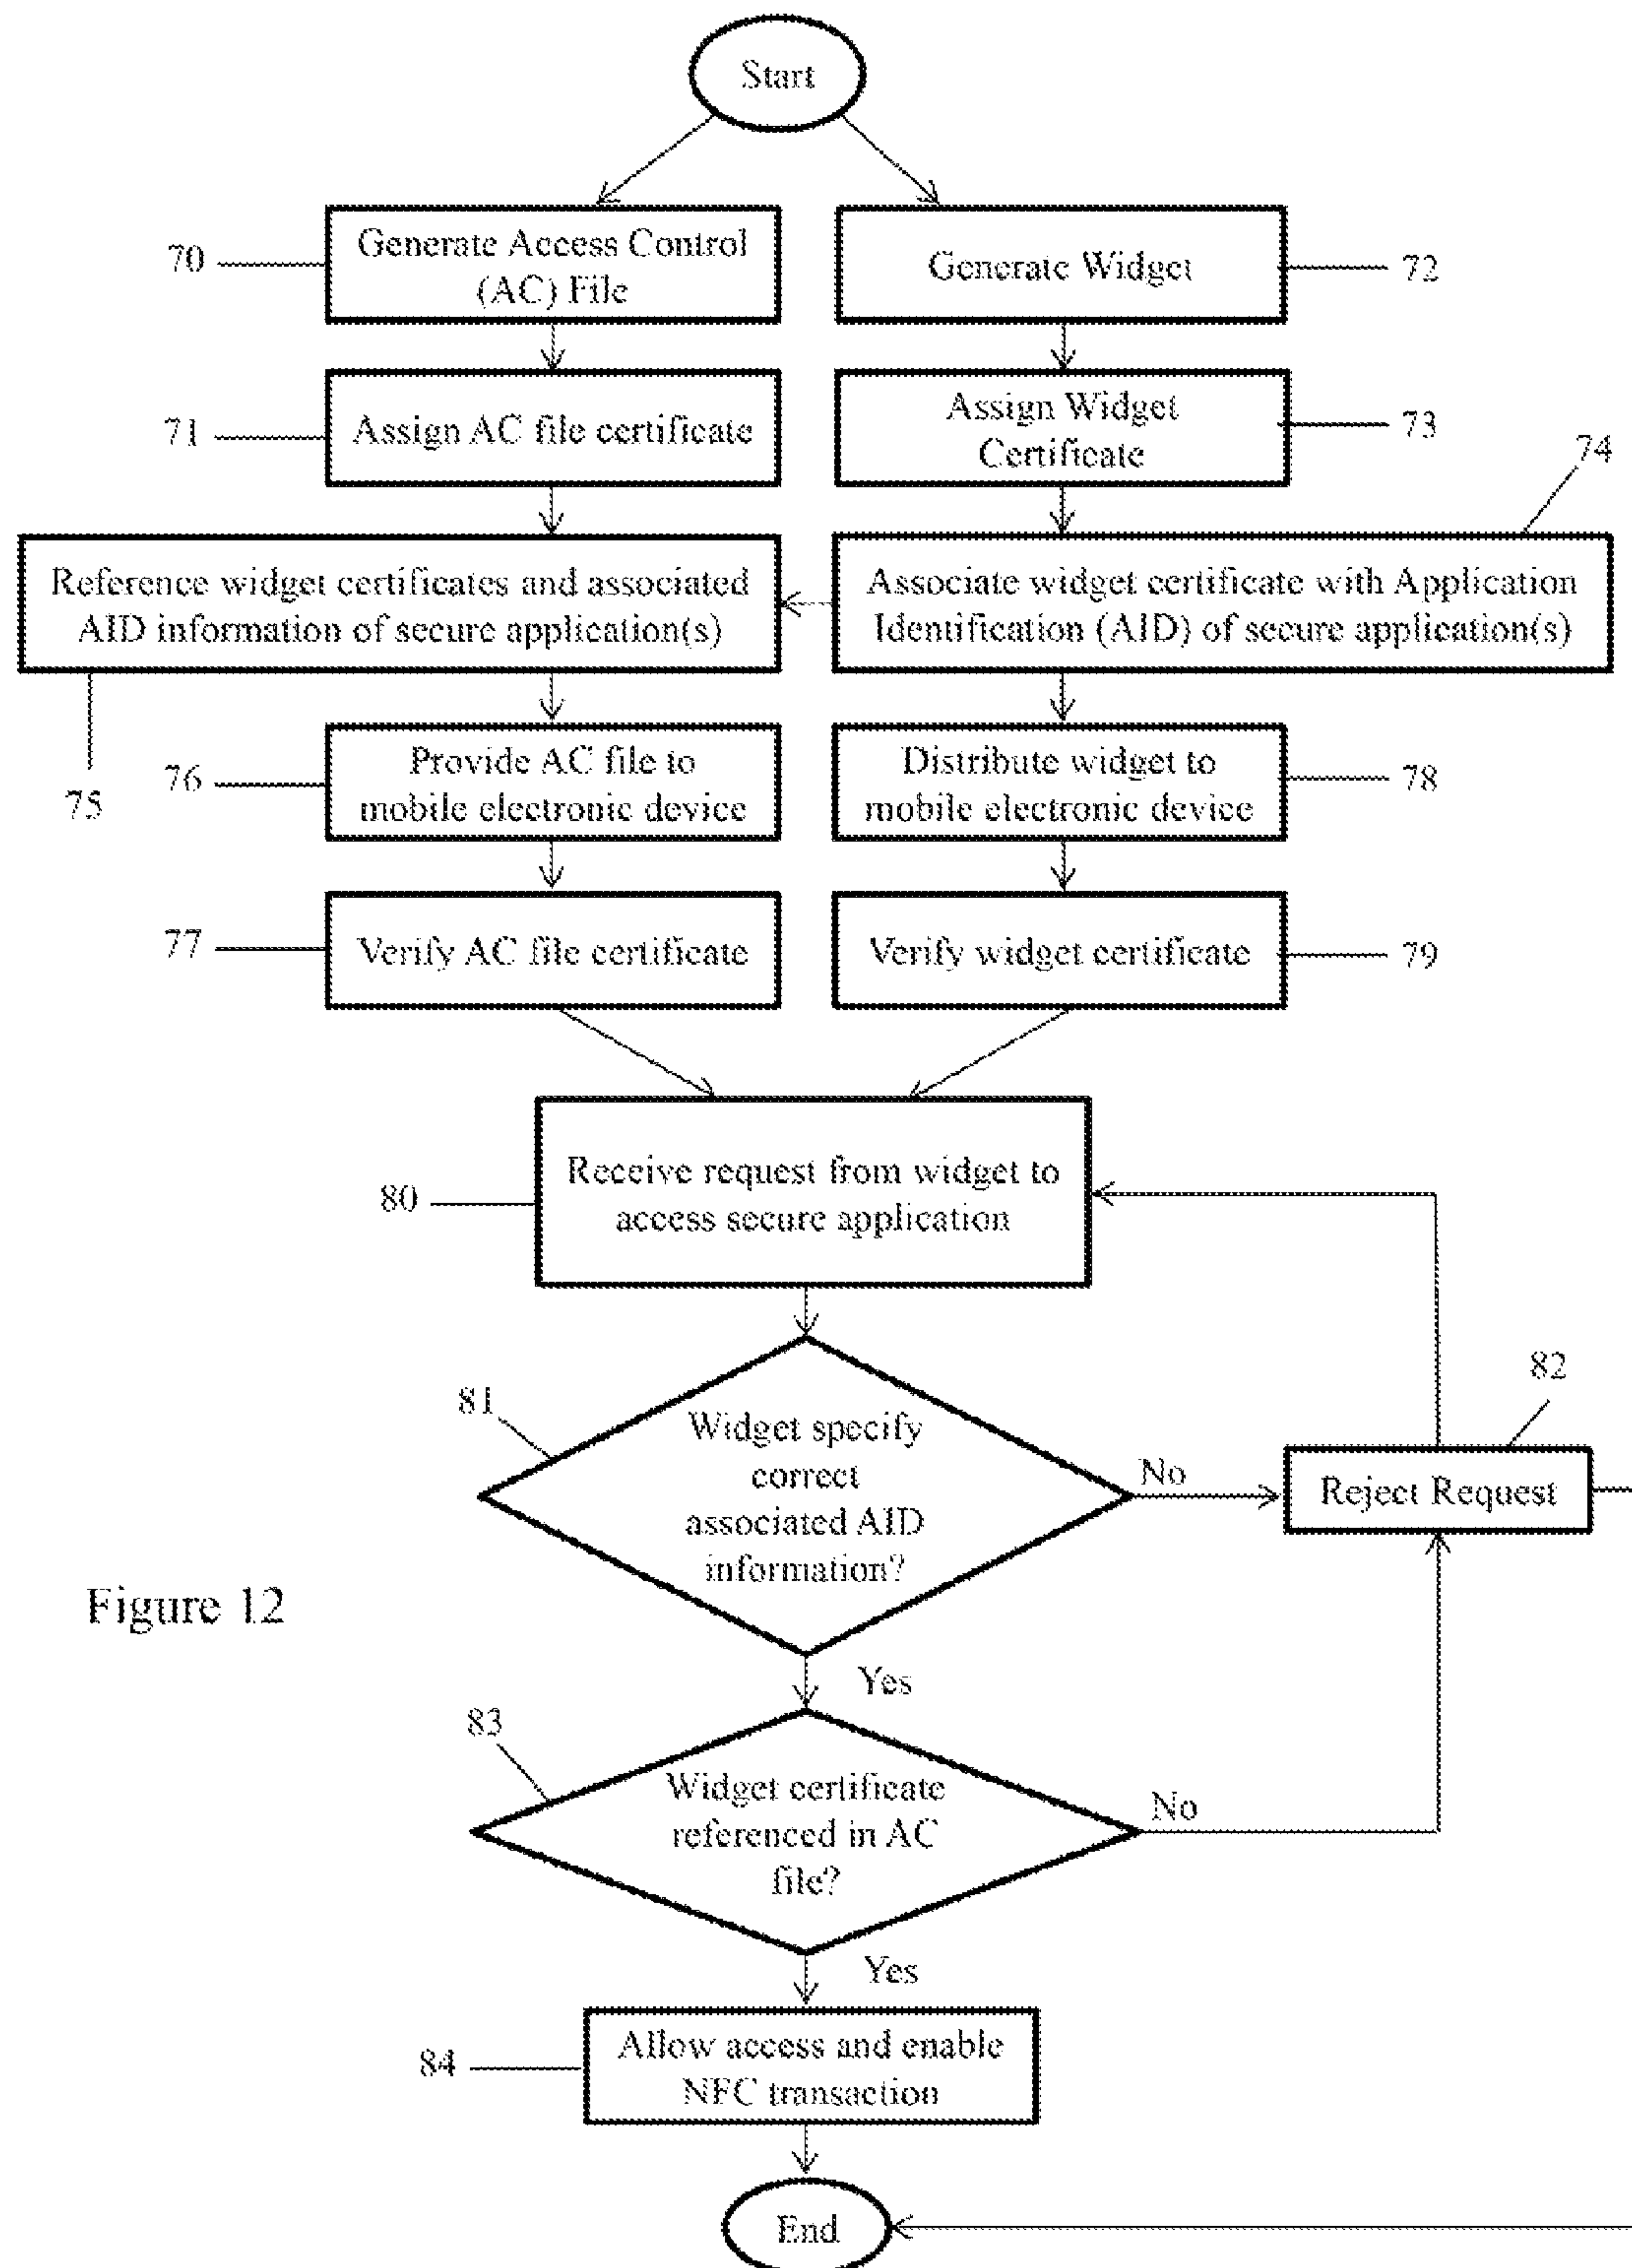 Start
70
Generate Access Control
(AC) File
Generate Widget
72
71
Assign AC file certificate
Assign Widget
Certificate
73
74
Reference widget certificates and associated
AID information of secure application(s)
Associate widget certificate with Application
Identification (AID) of secure application(s)
75
76
Provide AC file to
mobile electronic device
Distribute widget to
mobile electronic device
78
77
Verify AC file certificate
Verify widget certificate
79
80
Receive request from widget to
access secure application
81
Widget specify
correct
associated AID
information?
No
82
Reject Request
Figure 12
Yes
83
Widget certificate
referenced in AC
file?
No
Yes
84
Allow access and enable
NFC transaction
End